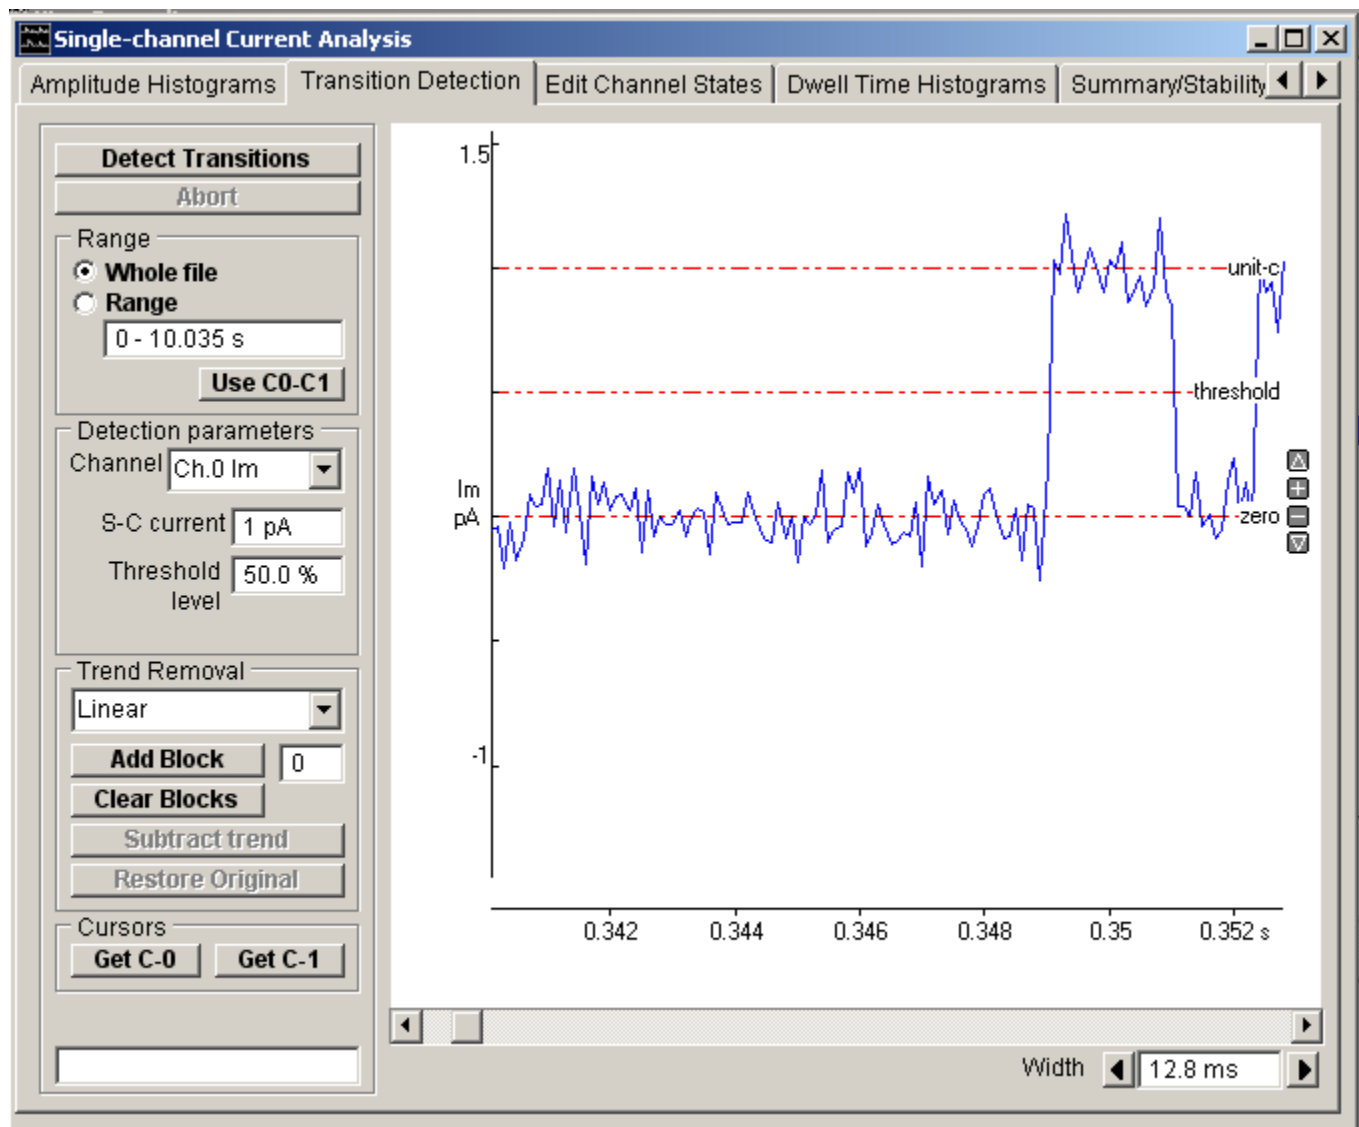 Single-channel Current Analysis
Amplitude Histograms Transition Detection Edit Channel States Dwell Time Histograms Summary/Stability
Detect Transitions
Abort
Range
Whole file
Range
0 - 10.035 s
Use C0-C1
Detection parameters
Channel Ch.0 Im
S-C current 1 pA
Threshold level 50.0 %
Trend Removal
Linear
Add Block 0
Clear Blocks
Subtract trend
Restore Original
Cursors
Get C-0 Get C-1
1.5
unit-c
threshold
Im
pA
zero
-1
0.342 0.344 0.346 0.348 0.35 0.352 s
Width 12.8 ms